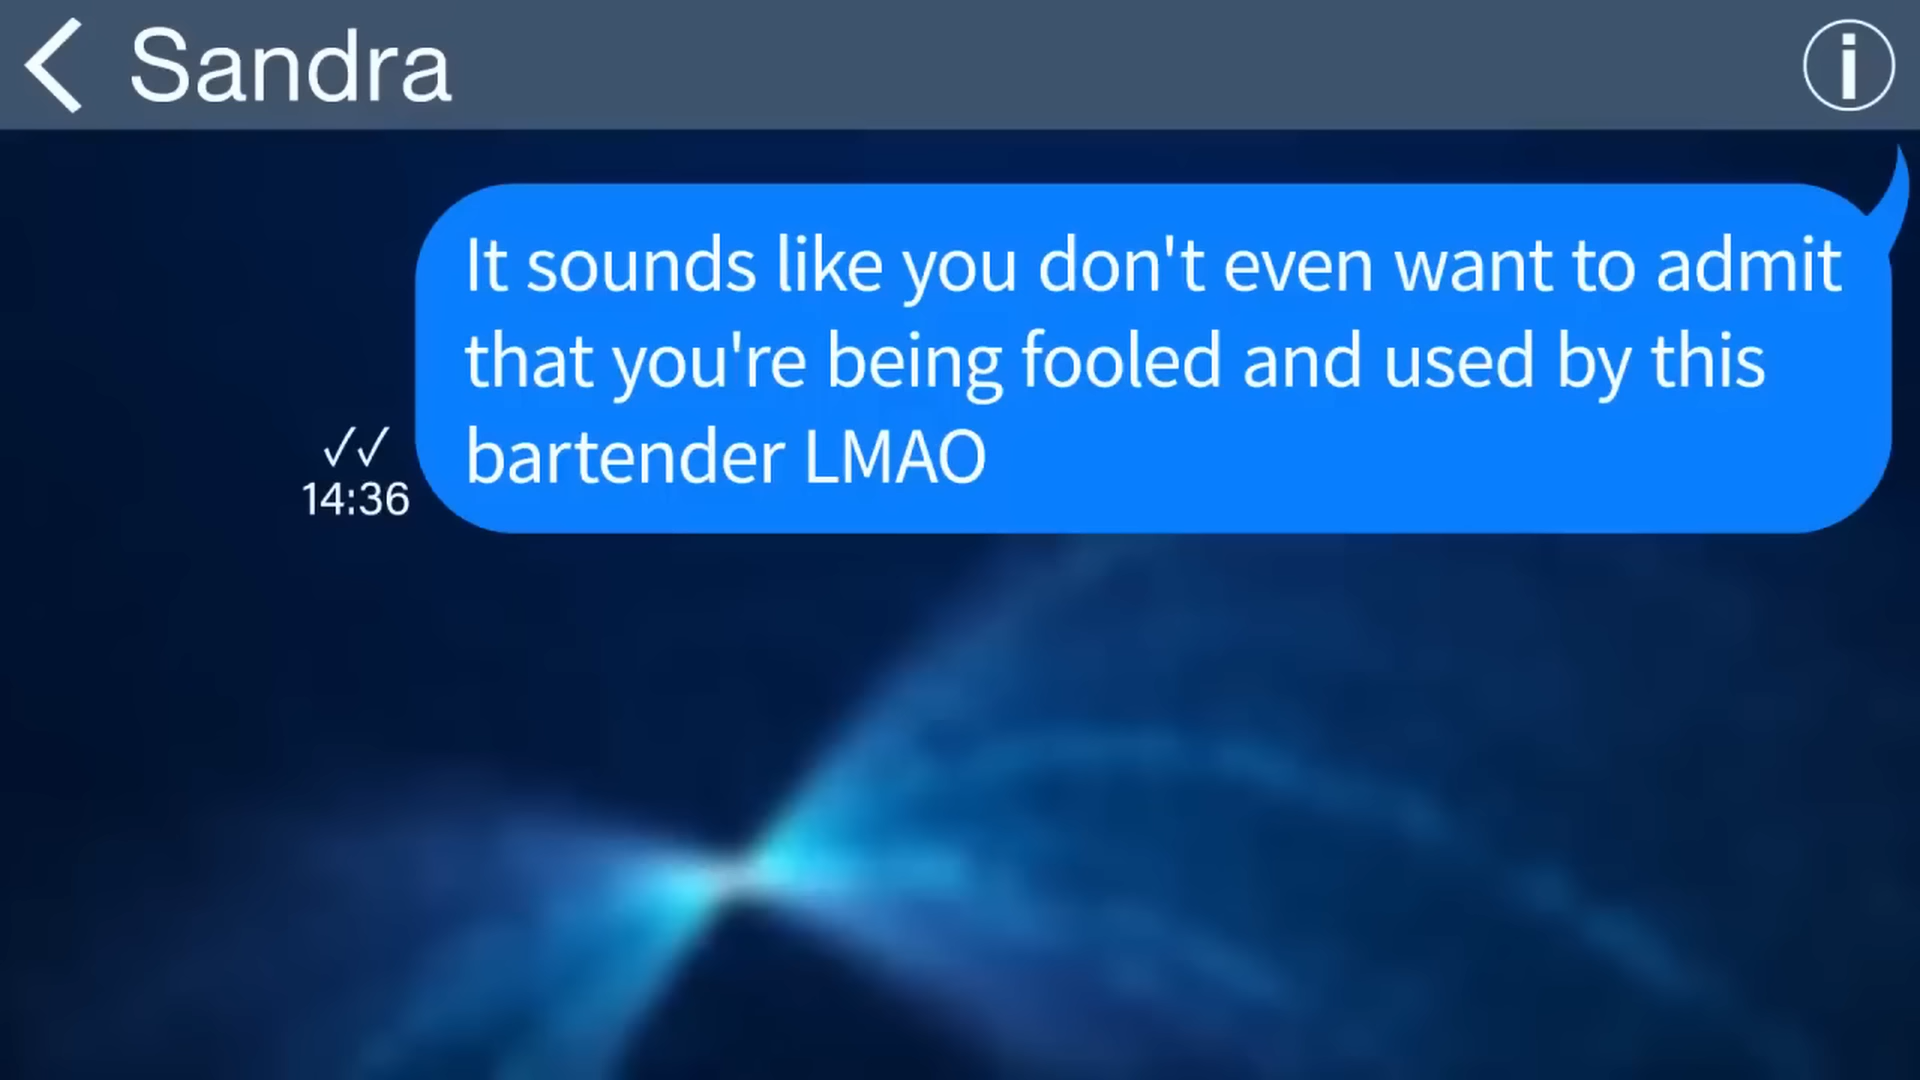 Sandra
It sounds like you don't even want to admit
that you're being fooled and used by this
bartender LMAO
✓✓
14:36